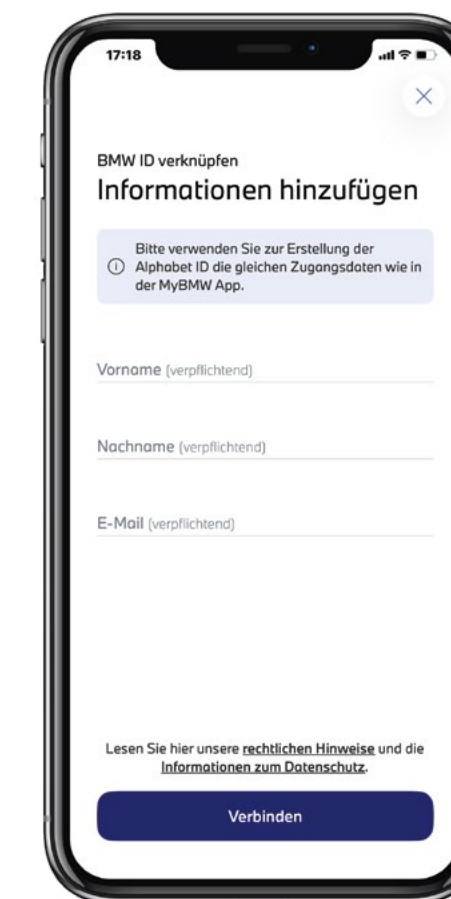 17:18
BMW ID verknüpfen
Informationen hinzufügen
Bitte verwenden Sie zur Erstellung der
Alphabet ID die gleichen Zugangsdaten wie in
der MyBMW App.
Vorname (verpflichtend)
Nachname (verpflichtend)
E-Mail (verpflichtend)
Lesen Sie hier unsere rechtlichen Hinweise und die
Informationen zum Datenschutz.
Verbinden